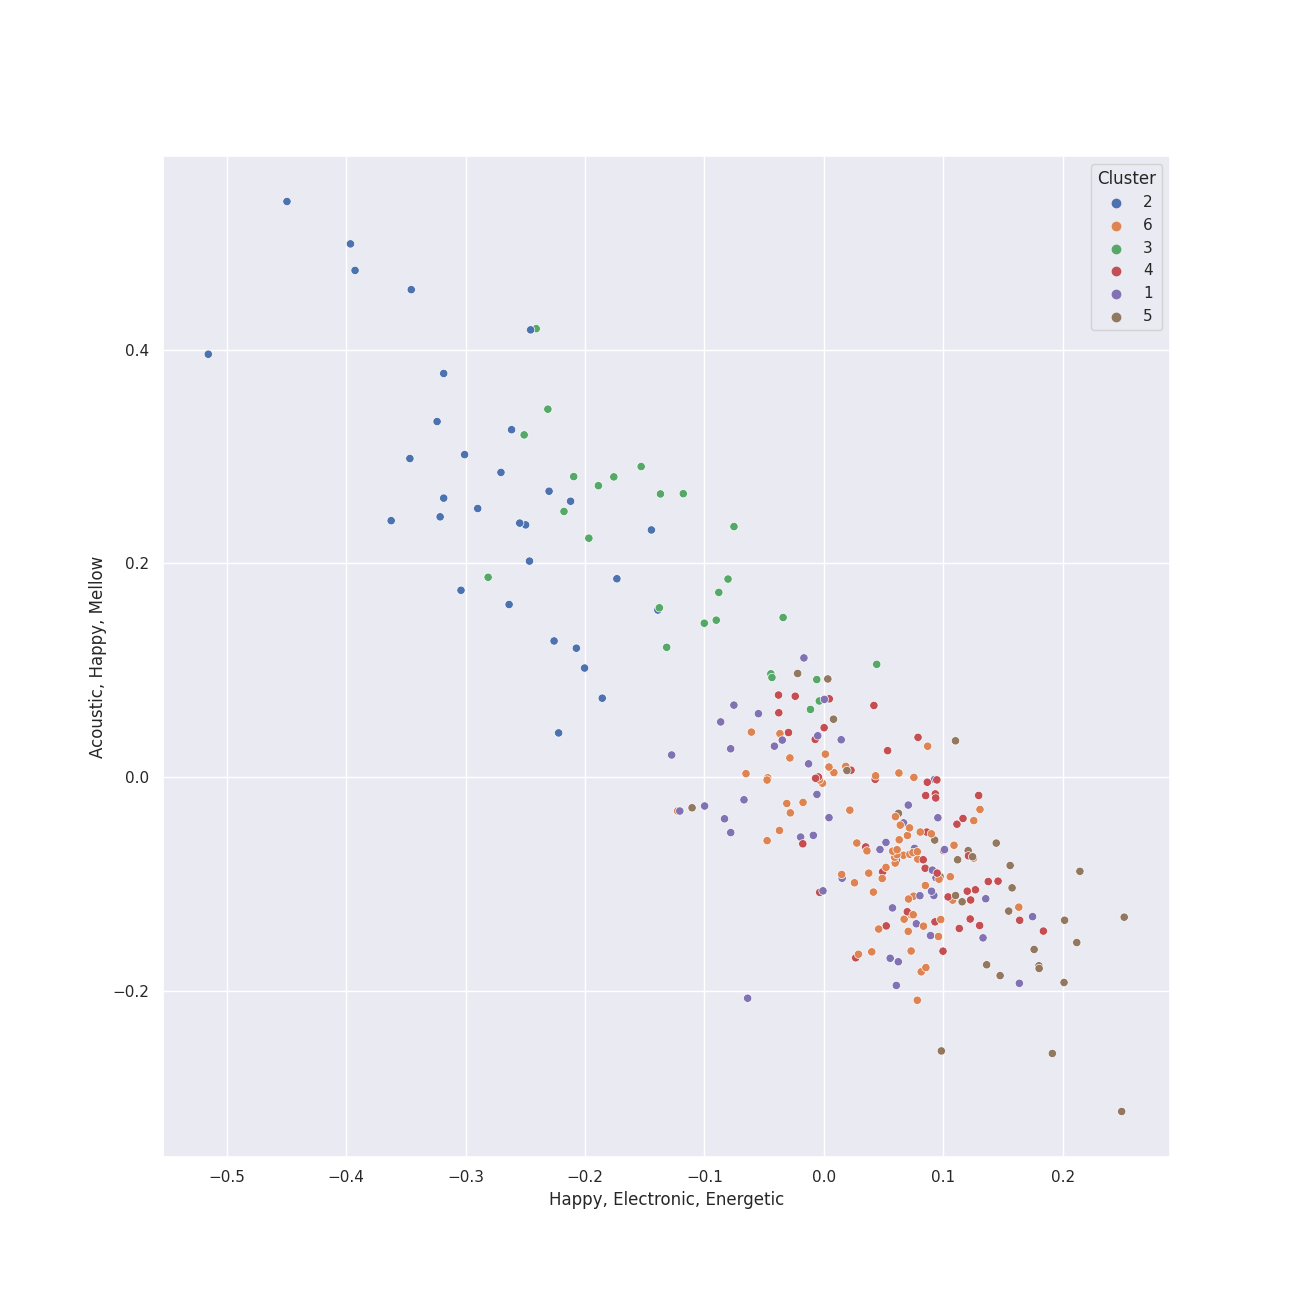 Cluster
2
6
3
4
1
5
0.4
0.2
0.0
−0.2
Acoustic, Happy, Mellow
−0.5 −0.4 −0.3 −0.2 −0.1 0.0 0.1 0.2
Happy, Electronic, Energetic